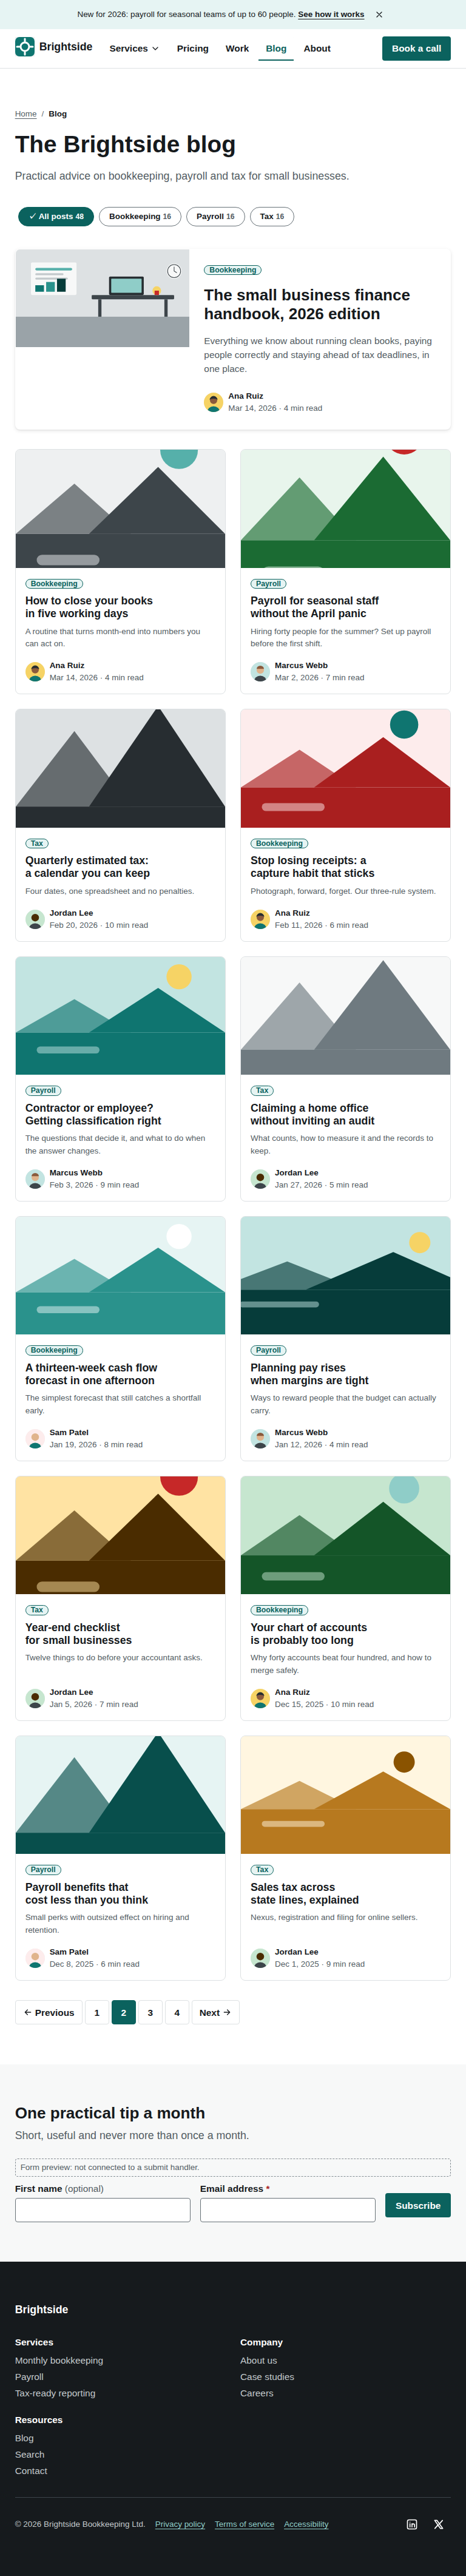 New for 2026: payroll for seasonal teams of up to 60 people. See how it works
Brightside
Services
Pricing
Work
Blog
About
Book a call
Home / Blog
The Brightside blog
Practical advice on bookkeeping, payroll and tax for small businesses.
All posts 48
Bookkeeping 16
Payroll 16
Tax 16
Bookkeeping
The small business finance
handbook, 2026 edition
Everything we know about running clean books, paying
people correctly and staying ahead of tax deadlines, in
one place.
Ana Ruiz
Mar 14, 2026 · 4 min read
Bookkeeping
How to close your books
in five working days
A routine that turns month-end into numbers you
can act on.
Ana Ruiz
Mar 14, 2026 · 4 min read
Payroll
Payroll for seasonal staff
without the April panic
Hiring forty people for the summer? Set up payroll
before the first shift.
Marcus Webb
Mar 2, 2026 · 7 min read
Tax
Quarterly estimated tax:
a calendar you can keep
Four dates, one spreadsheet and no penalties.
Jordan Lee
Feb 20, 2026 · 10 min read
Bookkeeping
Stop losing receipts: a
capture habit that sticks
Photograph, forward, forget. Our three-rule system.
Ana Ruiz
Feb 11, 2026 · 6 min read
Payroll
Contractor or employee?
Getting classification right
The questions that decide it, and what to do when
the answer changes.
Marcus Webb
Feb 3, 2026 · 9 min read
Tax
Claiming a home office
without inviting an audit
What counts, how to measure it and the records to
keep.
Jordan Lee
Jan 27, 2026 · 5 min read
Bookkeeping
A thirteen-week cash flow
forecast in one afternoon
The simplest forecast that still catches a shortfall
early.
Sam Patel
Jan 19, 2026 · 8 min read
Payroll
Planning pay rises
when margins are tight
Ways to reward people that the budget can actually
carry.
Marcus Webb
Jan 12, 2026 · 4 min read
Tax
Year-end checklist
for small businesses
Twelve things to do before your accountant asks.
Jordan Lee
Jan 5, 2026 · 7 min read
Bookkeeping
Your chart of accounts
is probably too long
Why forty accounts beat four hundred, and how to
merge safely.
Ana Ruiz
Dec 15, 2025 · 10 min read
Payroll
Payroll benefits that
cost less than you think
Small perks with outsized effect on hiring and
retention.
Sam Patel
Dec 8, 2025 · 6 min read
Tax
Sales tax across
state lines, explained
Nexus, registration and filing for online sellers.
Jordan Lee
Dec 1, 2025 · 9 min read
Previous
1
2
3
4
Next
One practical tip a month
Short, useful and never more than once a month.
Form preview: not connected to a submit handler.
First name (optional)
Email address *
Subscribe
Brightside
Services
Monthly bookkeeping
Payroll
Tax-ready reporting
Company
About us
Case studies
Careers
Resources
Blog
Search
Contact
© 2026 Brightside Bookkeeping Ltd.
Privacy policy
Terms of service
Accessibility